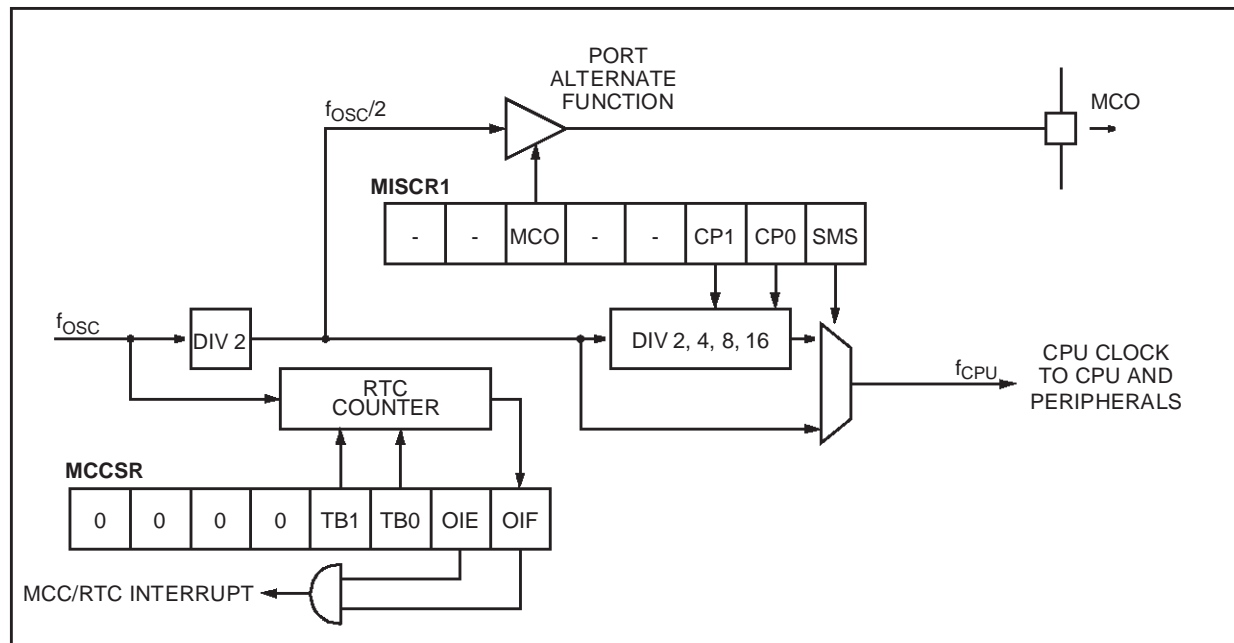 PORT
ALTERNATE
FUNCTION
fOSC/2
MCO
MISCR1
- - MCO - - CP1 CP0 SMS
fOSC
DIV 2
DIV 2, 4, 8, 16
fCPU
CPU CLOCK
TO CPU AND
PERIPHERALS
RTC
COUNTER
MCCSR
0 0 0 0 TB1 TB0 OIE OIF
MCC/RTC INTERRUPT